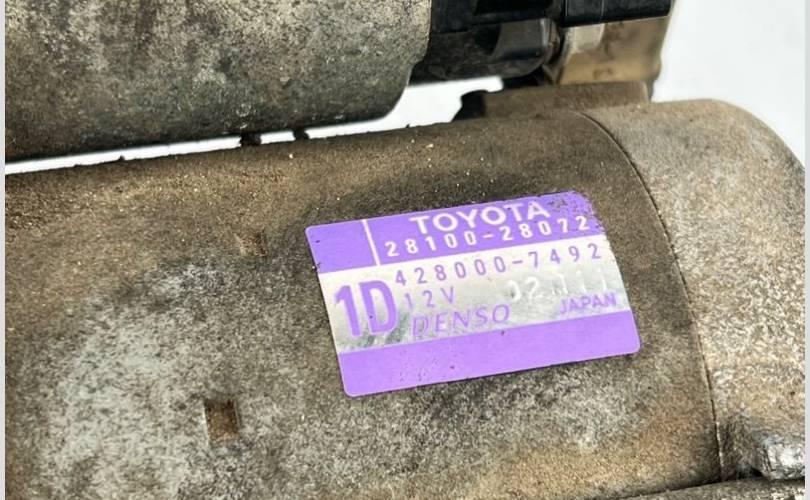 TOYOTA
28100-28072
428000-7492
1D
12V
DENSO
JAPAN